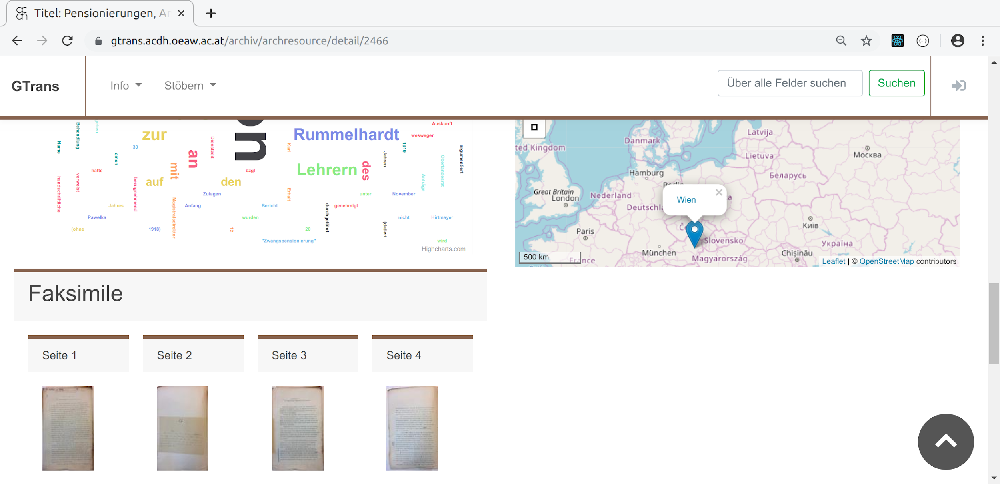 Titel: Pensionierungen, Ar
gtrans.acdh.oeaw.ac.at/archiv/archresource/detail/2466
GTrans
Info
Stöbern
Über alle Felder suchen
Suchen
gehen
Behandlung
Name
zur
30
einen
Dienstzeit
an
n
Rummelhardt
Karl
Auskunft
weswegen
1919
Jahren
argumentiert
Oberlandesrat
hätte
verweist
handschriftliche
bezugnehmend
auf
mit
den
bzgl
Lehrern
des
Anträge
Zulagen
Erhalt
unter
November
Jahres
Magistratsdirektor
Anfang
Bericht
durchgeführt
genehmigt
Pawelka
wurden
nicht
Hirtmayer
(ohne
1918)
12
20
(datiert
"Zwangspensionierung"
wird
Highcharts.com
Latvija
Danmark
ted Kingdom
Москва
Lietuva
Hamburg
Беларусь
Great Britain
London
Nederland
Wien
Deutschla
Київ
Paris
Slovensko
Україна
München
Chișinău
Magyarország
500 km
France
Leaflet | © OpenStreetMap contributors
Faksimile
Seite 1
Seite 2
Seite 3
Seite 4